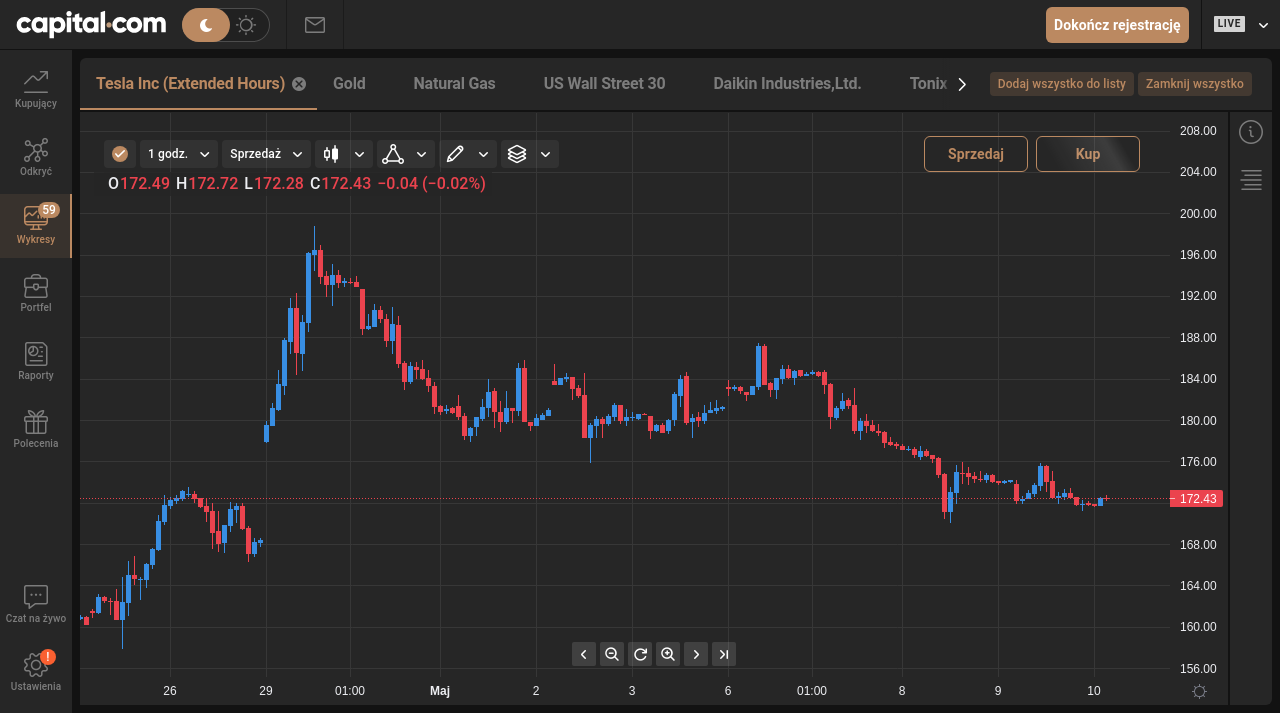 capital.com
Dokończ rejestrację
LIVE
Tesla Inc (Extended Hours) Gold Natural Gas US Wall Street 30 Daikin Industries,Ltd. Tonix
Dodaj wszystko do listy Zamknij wszystko
Kupujący
Odkryć
59
Wykresy
Portfel
Raporty
Polecenia
Czat na żywo
!
Ustawienia
1 godz. Sprzedaż
Sprzedaj Kup
O172.49 H172.72 L172.28 C172.43 −0.04 (−0.02%)
208.00
204.00
200.00
196.00
192.00
188.00
184.00
180.00
176.00
172.43
168.00
164.00
160.00
156.00
26 29 01:00 Maj 2 3 6 01:00 8 9 10